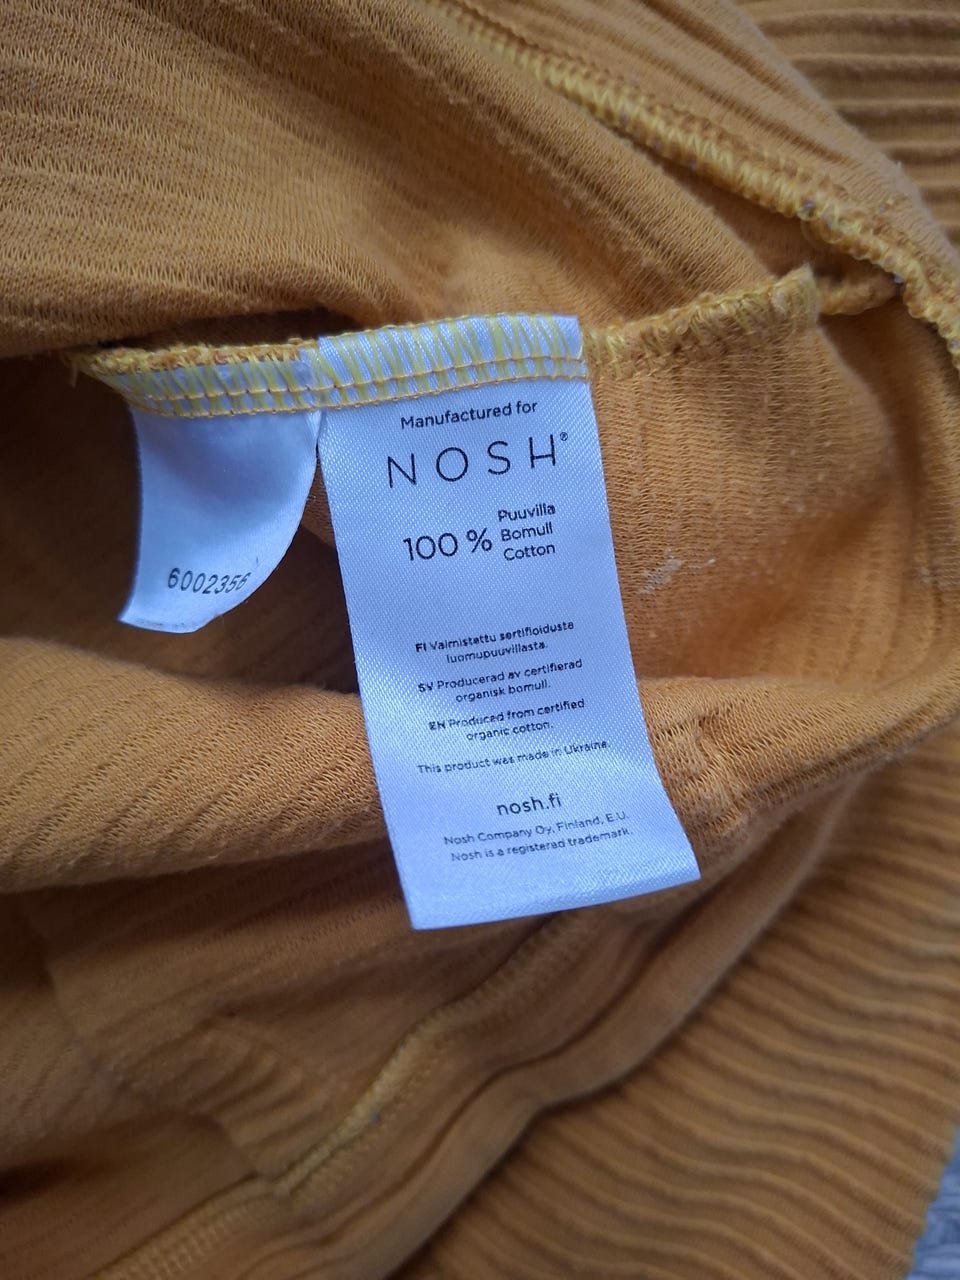 Manufactured for
NOSH®
100 % Puuvilla
Bomull
Cotton
6002356
FI Valmistettu sertifioidusta
luomupuuvillasta.
SV Producerad av certifierad
organisk bomull.
EN Produced from certified
organic cotton.
This product was made in Ukraine.
nosh.fi
Nosh Company Oy, Finland, E.U.
Nosh is a registered trademark.